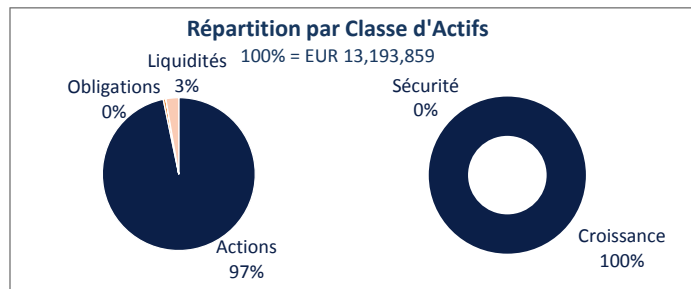 Répartition par Classe d'Actifs
100% = EUR 13,193,859
Liquidités
3%
Obligations
0%
Actions
97%
Sécurité
0%
Croissance
100%